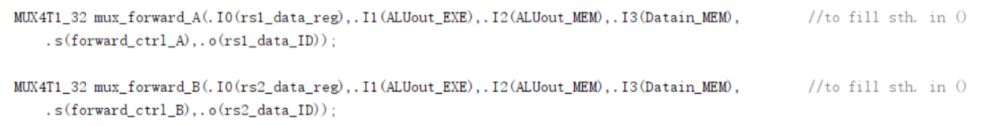 MUX4T1_32 mux_forward_A(.I0(rs1_data_reg),.I1(ALUout_EXE),.I2(ALUout_MEM),.I3(Datain_MEM), //to fill sth. in ()
.s(forward_ctrl_A),.o(rs1_data_ID));
MUX4T1_32 mux_forward_B(.I0(rs2_data_reg),.I1(ALUout_EXE),.I2(ALUout_MEM),.I3(Datain_MEM), //to fill sth. in ()
.s(forward_ctrl_B),.o(rs2_data_ID));